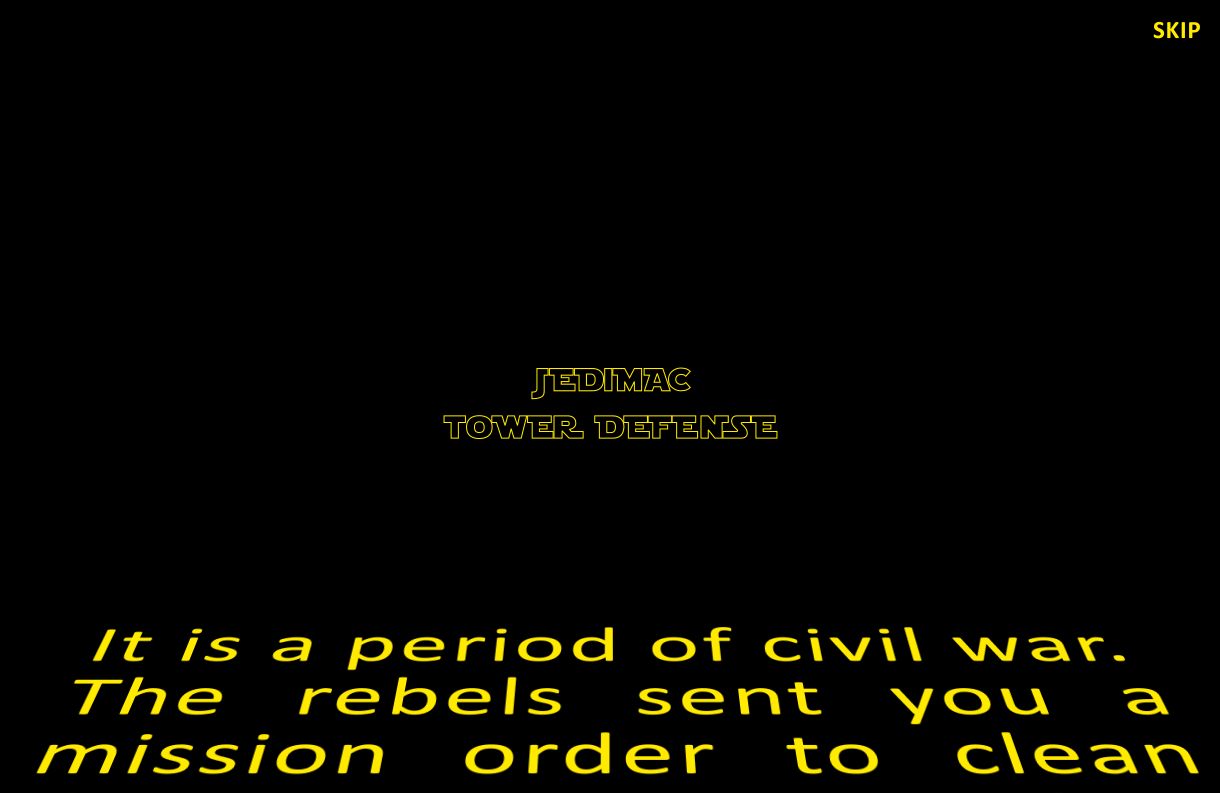 SKIP
JEDIMAC
TOWER DEFENSE
It is a period of civil war.
The rebels sent you a
mission order to clean